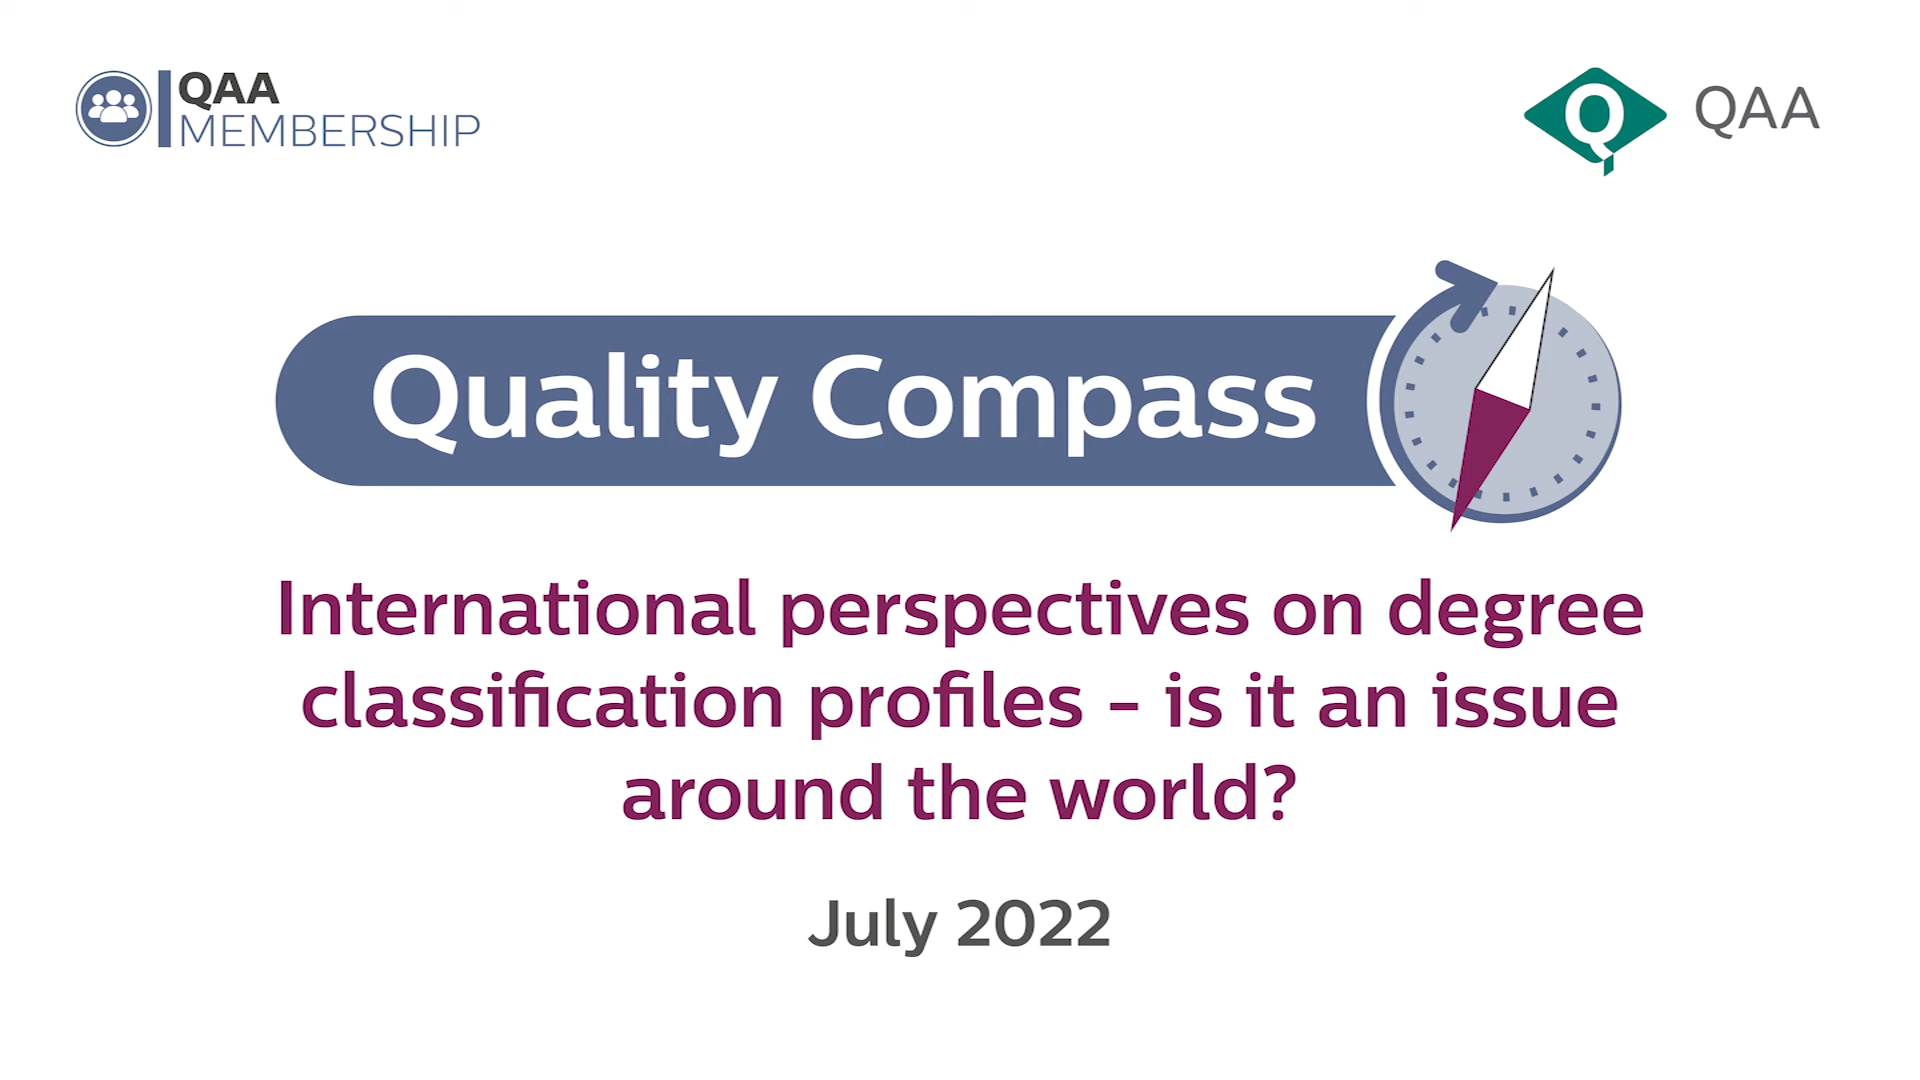 QAA
MEMBERSHIP
Q QAA
Quality Compass
International perspectives on degree
classification profiles - is it an issue
around the world?
July 2022